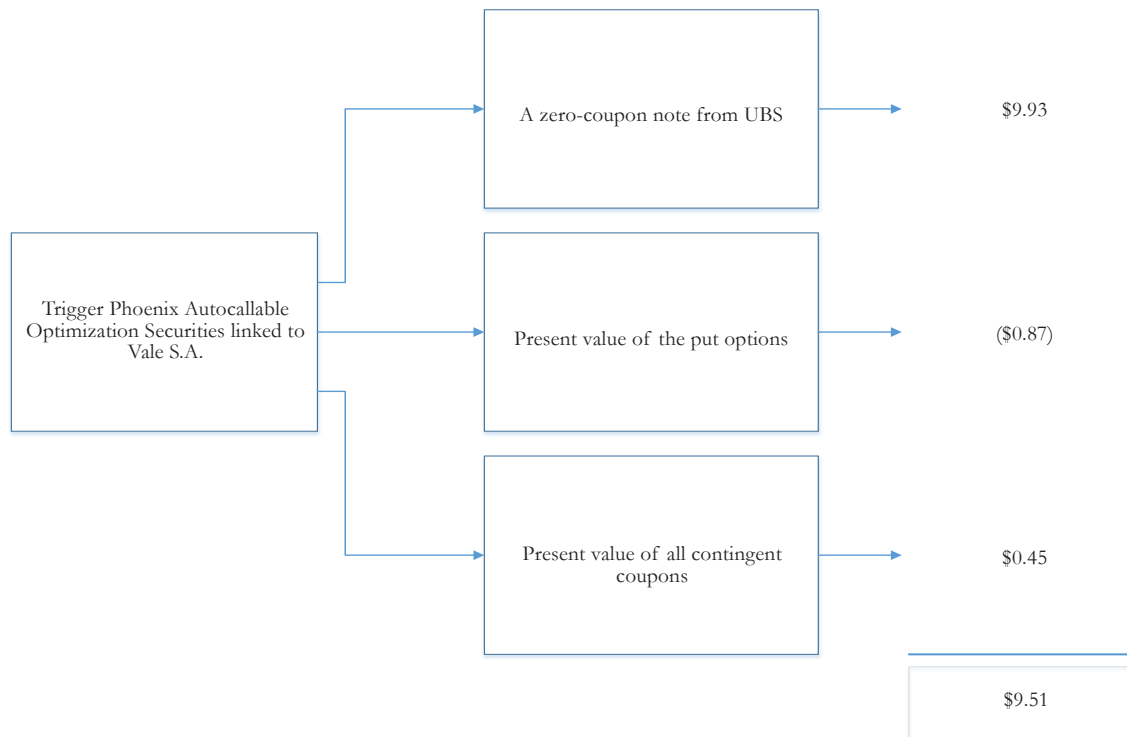 A zero-coupon note from UBS
$9.93
Trigger Phoenix Autocallable
Optimization Securities linked to
Vale S.A.
Present value of the put options
($0.87)
Present value of all contingent
coupons
$0.45
$9.51